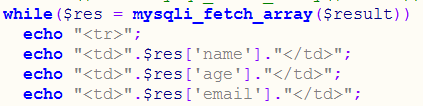 while($res = mysqli_fetch_array($result))
echo "<tr>";
echo "<td>".$res['name']."</td>";
echo "<td>".$res['age']."</td>";
echo "<td>".$res['email']."</td>";